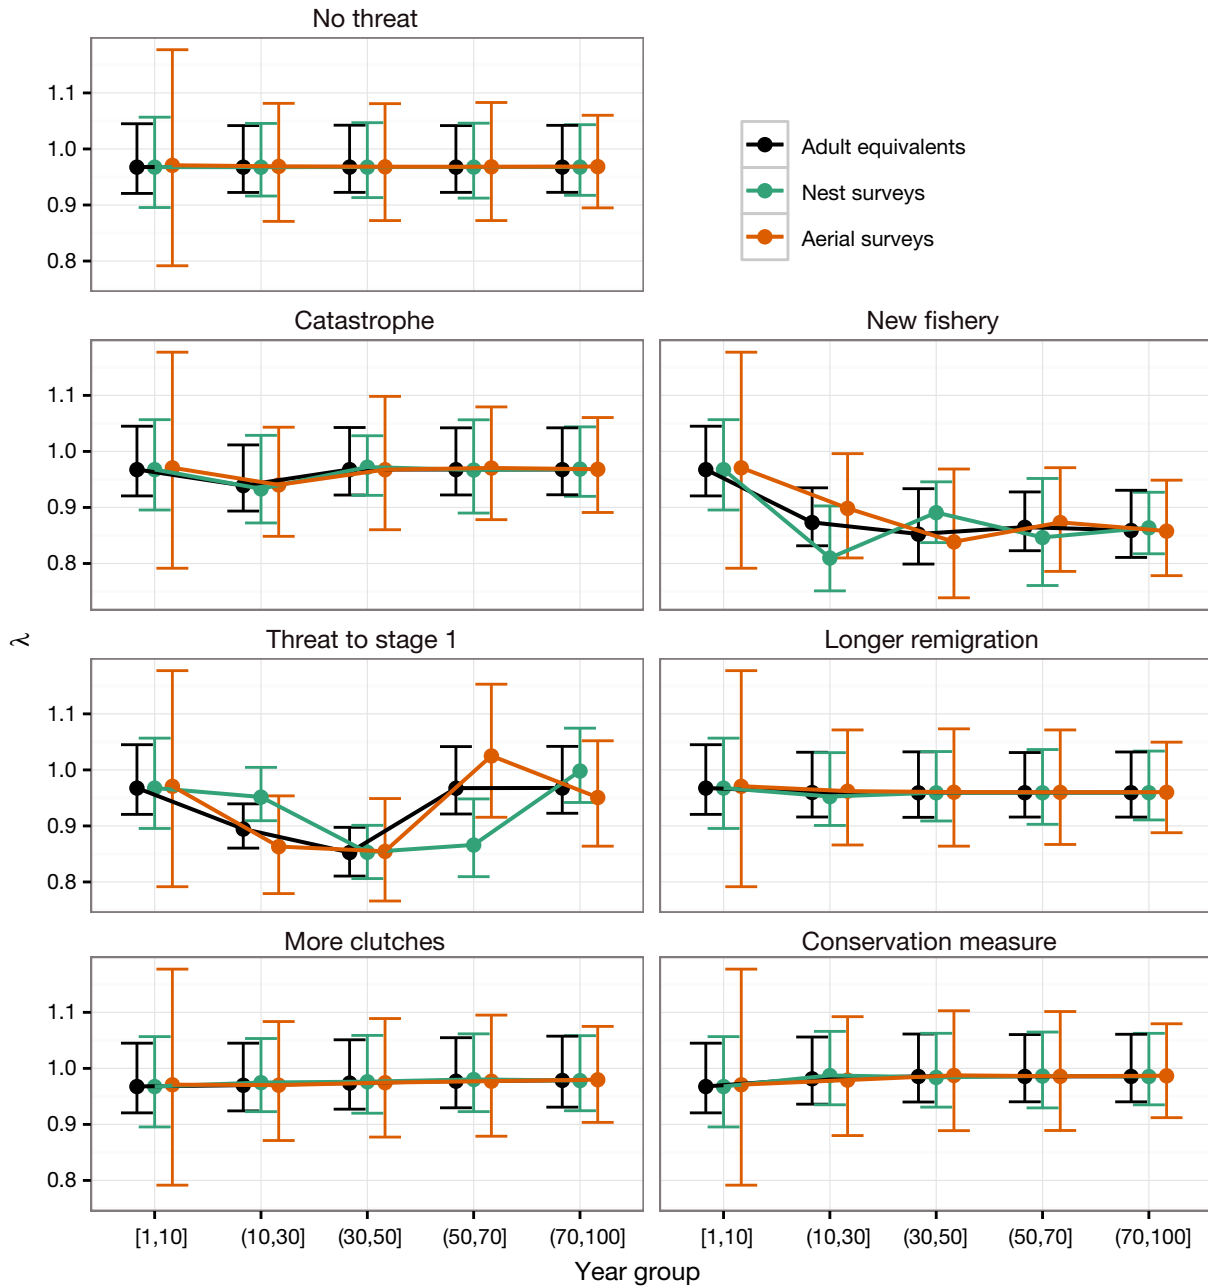 No threat
1.1
1.0
0.9
0.8
Adult equivalents
Nest surveys
Aerial surveys
Catastrophe
New fishery
1.1
1.0
0.9
0.8
λ
Threat to stage 1
Longer remigration
1.1
1.0
0.9
0.8
More clutches
Conservation measure
1.1
1.0
0.9
0.8
[1,10] (10,30] (30,50] (50,70] (70,100]
[1,10] (10,30] (30,50] (50,70] (70,100]
Year group